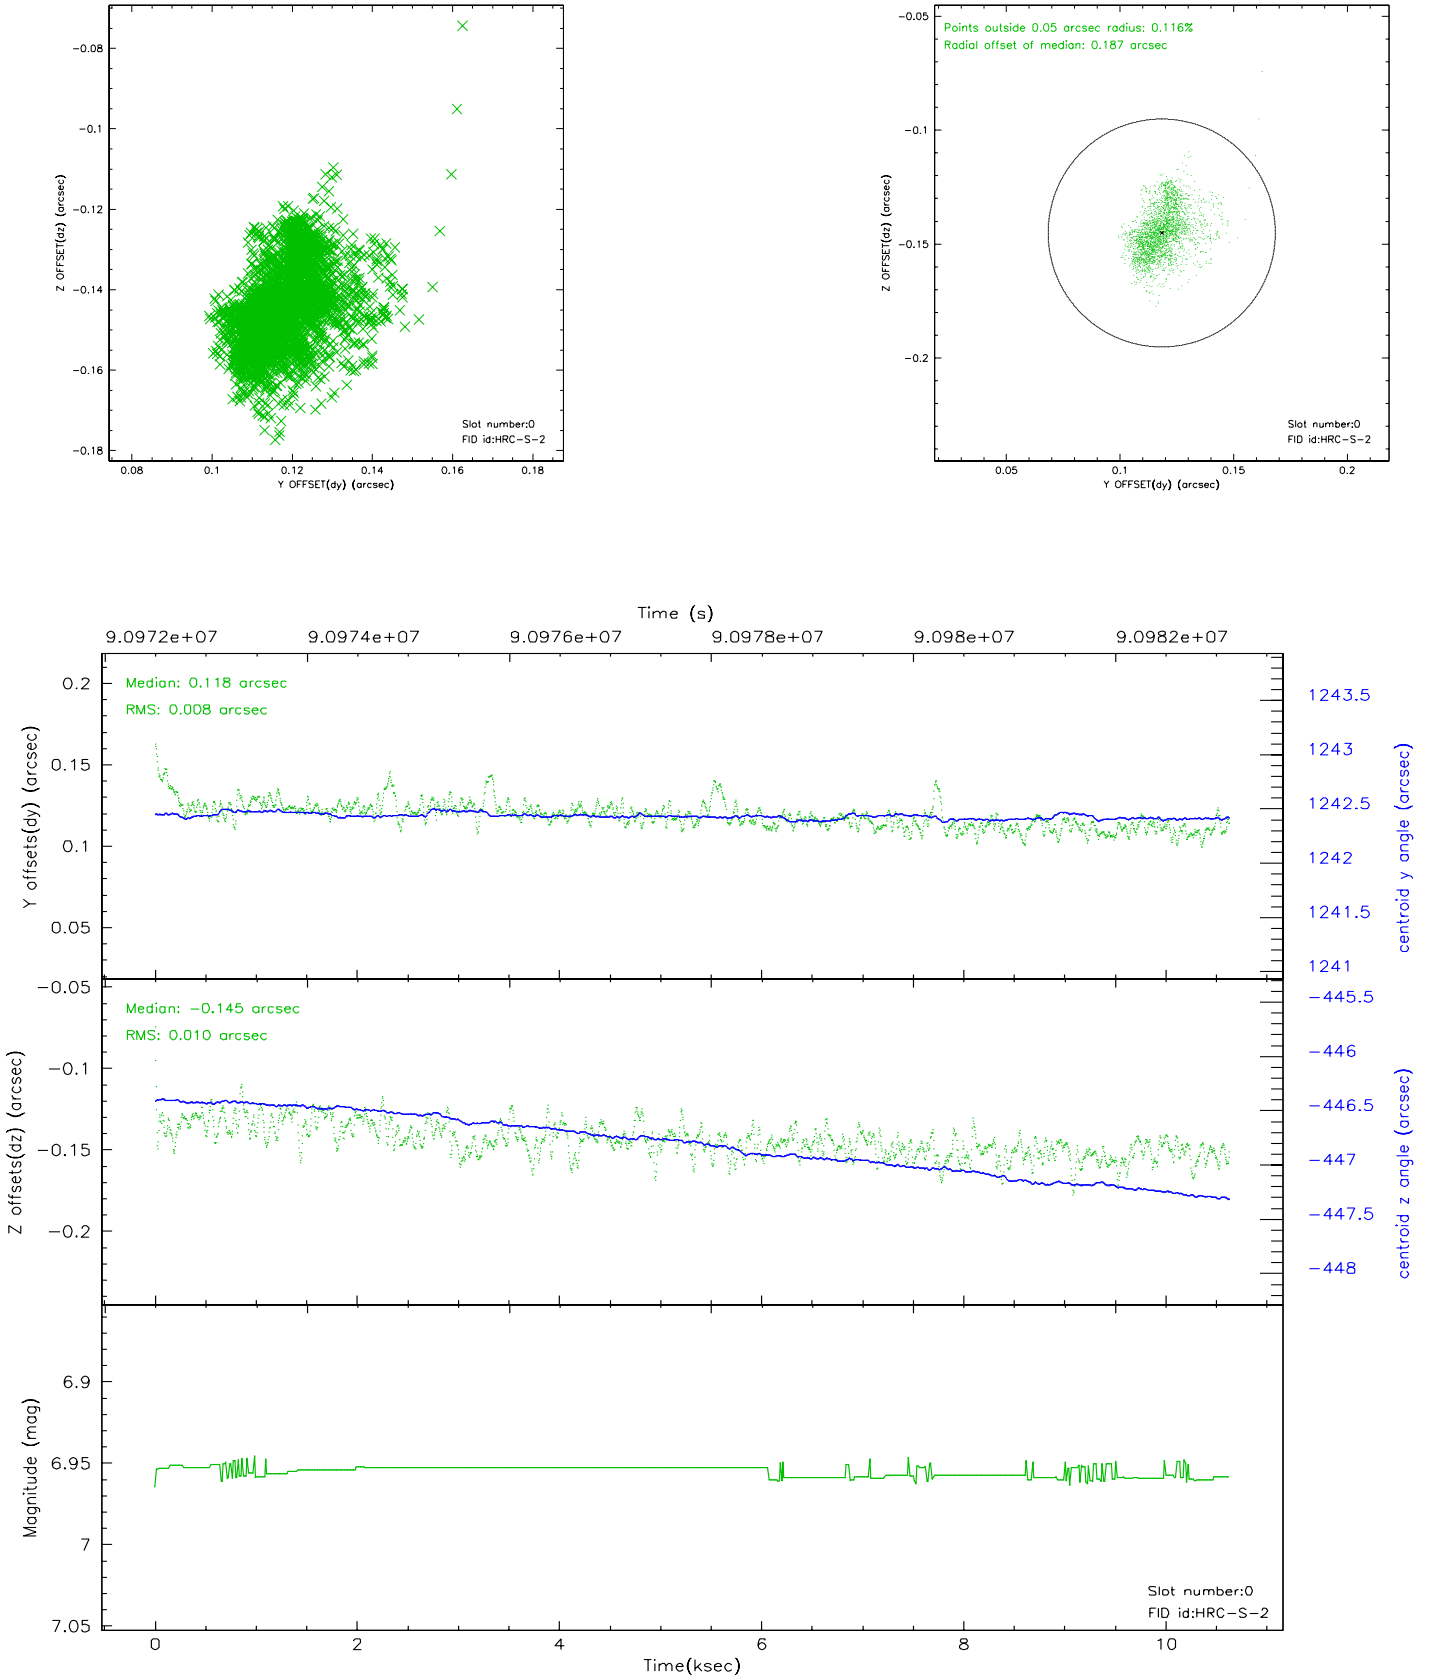 -0.08
-0.1
-0.12
-0.14
-0.16
-0.18
Z OFFSET(dz) (arcsec)
0.08 0.1 0.12 0.14 0.16 0.18
Y OFFSET(dy) (arcsec)
Slot number:0
FID id:HRC-S-2
Points outside 0.05 arcsec radius: 0.116%
Radial offset of median: 0.187 arcsec
-0.05
-0.1
-0.15
-0.2
Z OFFSET(dz) (arcsec)
0.05 0.1 0.15 0.2
Y OFFSET(dy) (arcsec)
Slot number:0
FID id:HRC-S-2
Time (s)
9.0972e+07 9.0974e+07 9.0976e+07 9.0978e+07 9.098e+07 9.0982e+07
Median: 0.118 arcsec
RMS: 0.008 arcsec
0.2
0.15
0.1
0.05
Y offsets(dy) (arcsec)
1243.5
1243
1242.5
1242
1241.5
1241
centroid y angle (arcsec)
Median: -0.145 arcsec
RMS: 0.010 arcsec
-0.05
-0.1
-0.15
-0.2
Z offsets(dz) (arcsec)
-445.5
-446
-446.5
-447
-447.5
-448
centroid z angle (arcsec)
6.9
6.95
7
7.05
Magnitude (mag)
Slot number:0
FID id:HRC-S-2
0 2 4 6 8 10
Time(ksec)